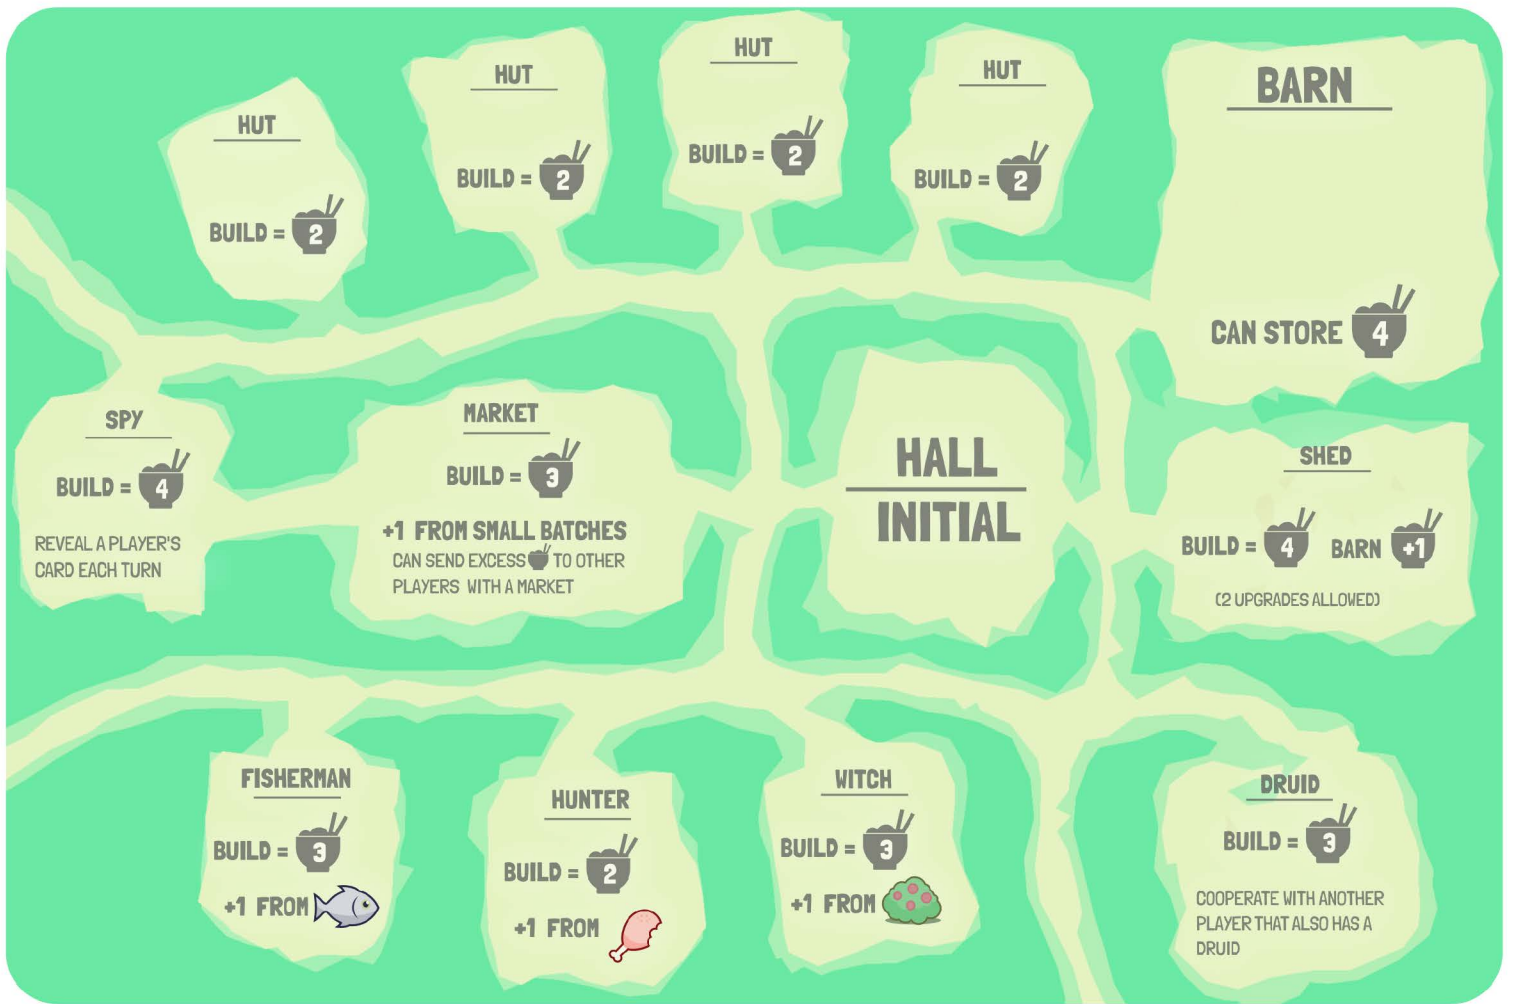 HUT
BUILD = 2
HUT
BUILD = 2
HUT
BUILD = 2
HUT
BUILD = 2
BARN
CAN STORE 4
SPY
BUILD = 4
REVEAL A PLAYER'S
CARD EACH TURN
MARKET
BUILD = 3
+1 FROM SMALL BATCHES
CAN SEND EXCESS TO OTHER
PLAYERS WITH A MARKET
HALL
INITIAL
SHED
BUILD = 4 BARN +1
(2 UPGRADES ALLOWED)
FISHERMAN
BUILD = 3
+1 FROM
HUNTER
BUILD = 2
+1 FROM
WITCH
BUILD = 3
+1 FROM
DRUID
BUILD = 3
COOPERATE WITH ANOTHER
PLAYER THAT ALSO HAS A
DRUID